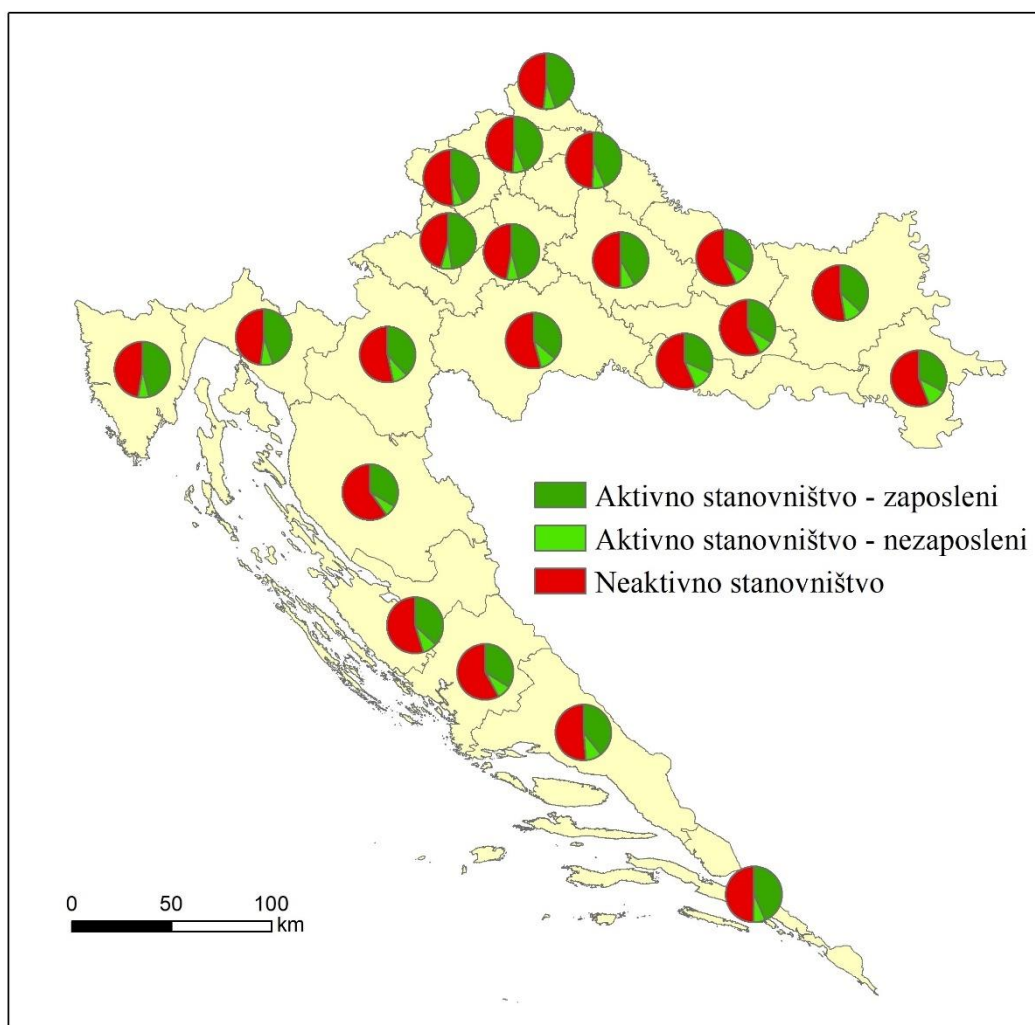 Aktivno stanovništvo - zaposleni
Aktivno stanovništvo - nezaposleni
Neaktivno stanovništvo
0 50 100
km